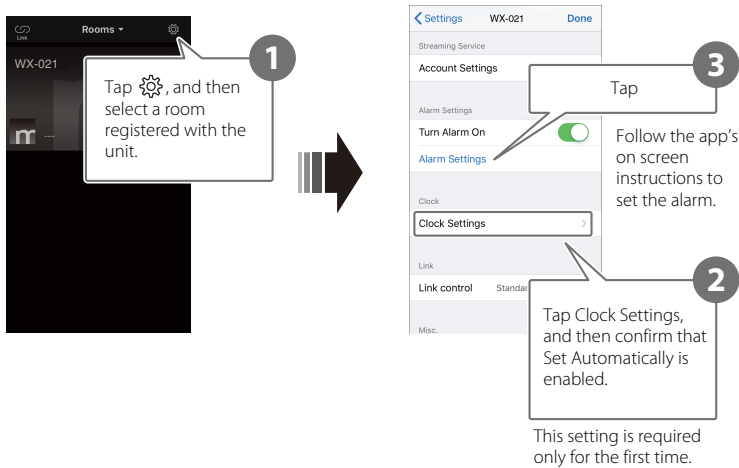 Link
Rooms
WX-021
m
1
Tap , and then
select a room
registered with the
unit.
Settings
WX-021
Done
Streaming Service
Account Settings
3
Tap
Alarm Settings
Turn Alarm On
Alarm Settings
Follow the app's
on screen
instructions to
set the alarm.
Clock
Clock Settings
Link
Link control
2
Tap Clock Settings,
and then confirm that
Set Automatically is
enabled.
Misc.
This setting is required
only for the first time.